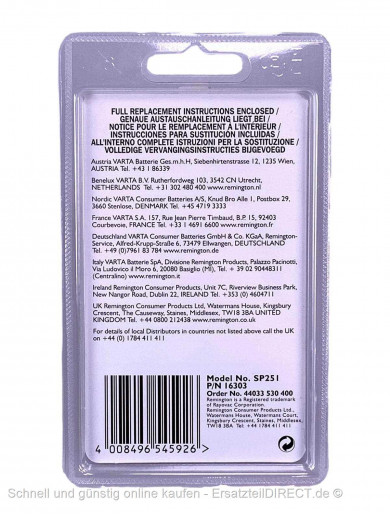 FULL REPLACEMENT INSTRUCTIONS ENCLOSED /
GENAUE AUSTAUSCHANLEITUNG LIEGT BEI /
NOTICE POUR LE REMPLACEMENT A L'INTÉRIEUR /
INSTRUCCIONES PARA SUSTITUCIÓN INCLUIDAS /
ALL'INTERNO COMPLETE ISTRUZIONI PER LA SOSTITUZIONE /
VOLLEDIGE VERVANGINGSINSTRUCTIES BIJGEVOEGD
Austria VARTA Batterie Ges.m.b.H, Siebenhirtenstrasse 12, 1235 Wien,
AUSTRIA Tel. +43 1 86339
Benelux VARTA B.V. Rutherfordweg 103, 3542 CN Utrecht,
NETHERLANDS Tel. +31 302 480 400 www.remington.nl
Nordic VARTA Consumer Batteries A/S, Knud Bro Alle 1, Postbox 29,
3660 Stenlose, DENMARK Tel. +45 4719 3333
France VARTA S.A. 157, Rue Jean Pierre Timbaud, BP 15, 92403
Courbevoie, FRANCE Tel. +33 1 4691 6600 www.remington.fr
Deutschland VARTA Consumer Batteries GmbH & Co. KGaA, Remington-
Service, Alfred-Krupp-Straße 6, 73479 Ellwangen, DEUTSCHLAND
Tel. +49 (0)7961 83 784 www.remington.de
Italy VARTA Batterie SpA, Divisione Remington Products, Palazzo Pacinotti,
Via Ludovico il Moro 6, 20080 Basiglio (MI), Tel. + 39 02 90448311
(Centralino) www.remington.it
Ireland Remington Consumer Products, Unit 7C, Riverview Business Park,
New Nangor Road, Dublin 22, IRELAND Tel. +353 (0) 4604711
UK Remington Consumer Products Ltd, Watermans House, Kingsbury
Crescent, The Causeway, Staines, Middlesex, TW18 3BA UNITED
KINGDOM Tel. +44 0800 212438 www.remington.co.uk
For details of local Distributors in countries not listed above call the UK
on +44 (0) 1784 411 411
Model No. SP251
P/N 16303
Order No. 44033 530 400
Remington is a Registered trademark
of Rayovac Corporation.
Remington Consumer Products Ltd.,
Watermans House, Watermans Court,
Kingsbury Crescent, Staines, Middlesex,
TW18 3BA Tel: 01784 411411
4 008496 545926 >
Schnell und günstig online kaufen - ErsatzteilDIRECT.de ©